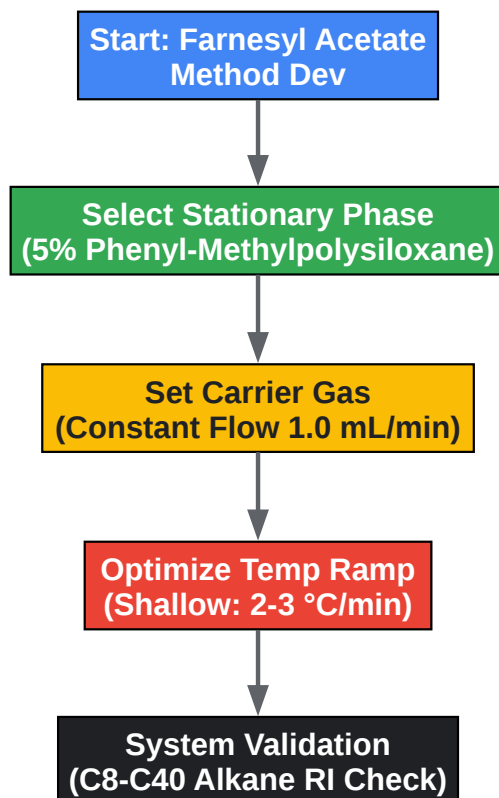 Start: Farnesyl Acetate
Method Dev
Select Stationary Phase
(5% Phenyl-Methylpolysiloxane)
Set Carrier Gas
(Constant Flow 1.0 mL/min)
Optimize Temp Ramp
(Shallow: 2-3 °C/min)
System Validation
(C8-C40 Alkane RI Check)